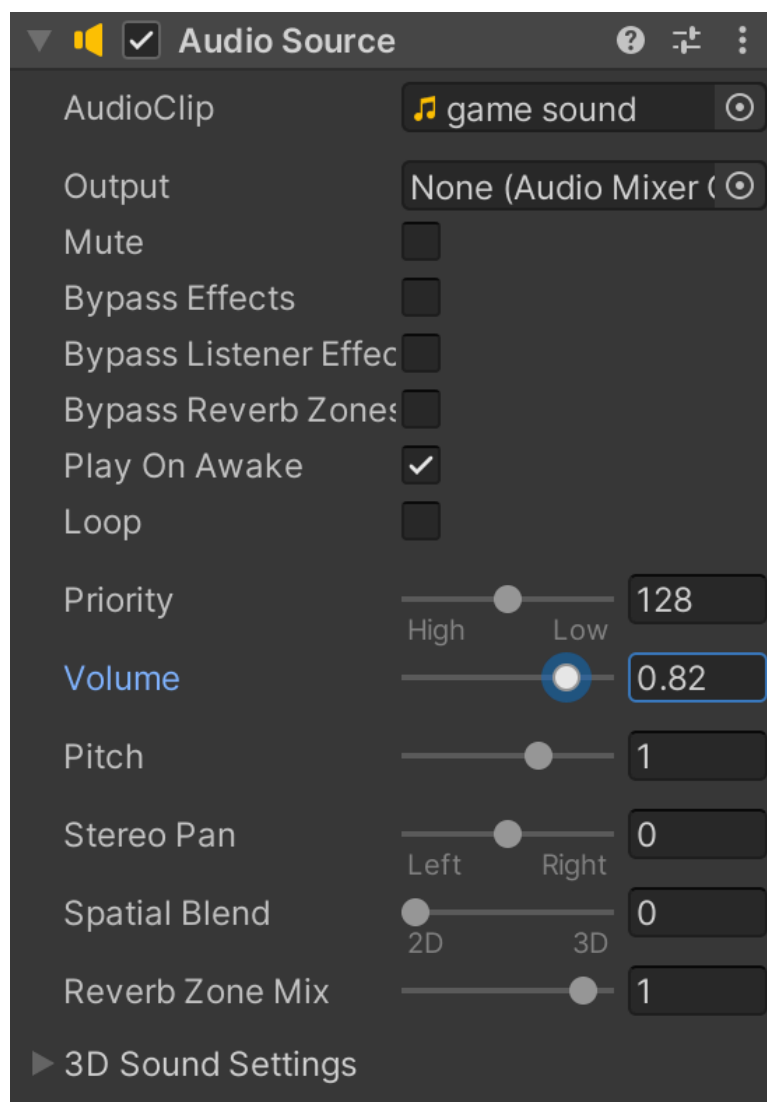 Audio Source
AudioClip game sound
Output None (Audio Mixer
Mute
Bypass Effects
Bypass Listener Effec
Bypass Reverb Zones
Play On Awake
Loop
Priority 128
High Low
Volume 0.82
Pitch 1
Stereo Pan 0
Left Right
Spatial Blend 0
2D 3D
Reverb Zone Mix 1
3D Sound Settings